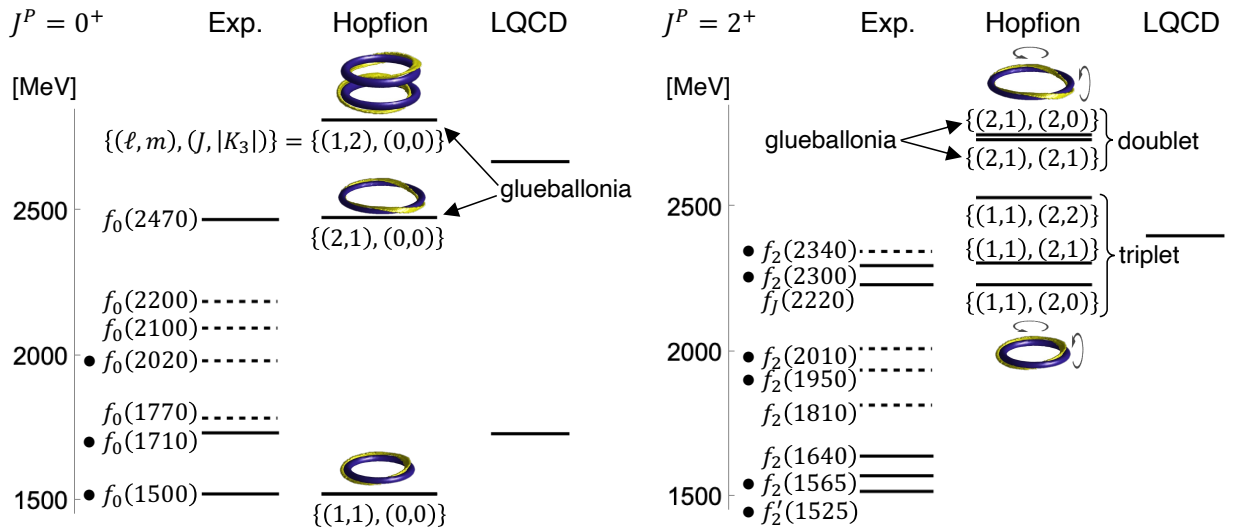 J^P = 0^+ Exp. Hopfion LQCD
[MeV]
{(ℓ, m), (J, |K_3|)} = {(1,2), (0,0)}
glueballonia
2500
f_0(2470)
{(2,1), (0,0)}
f_0(2200)
f_0(2100)
2000
● f_0(2020)
f_0(1770)
● f_0(1710)
1500
● f_0(1500)
{(1,1), (0,0)}
J^P = 2^+ Exp. Hopfion LQCD
[MeV]
{(2,1), (2,0)}
glueballonia
doublet
{(2,1), (2,1)}
2500
{(1,1), (2,2)}
● f_2(2340)
{(1,1), (2,1)}
triplet
● f_2(2300)
f_J(2220)
{(1,1), (2,0)}
2000
● f_2(2010)
● f_2(1950)
f_2(1810)
f_2(1640)
1500
● f_2(1565)
● f_2'(1525)